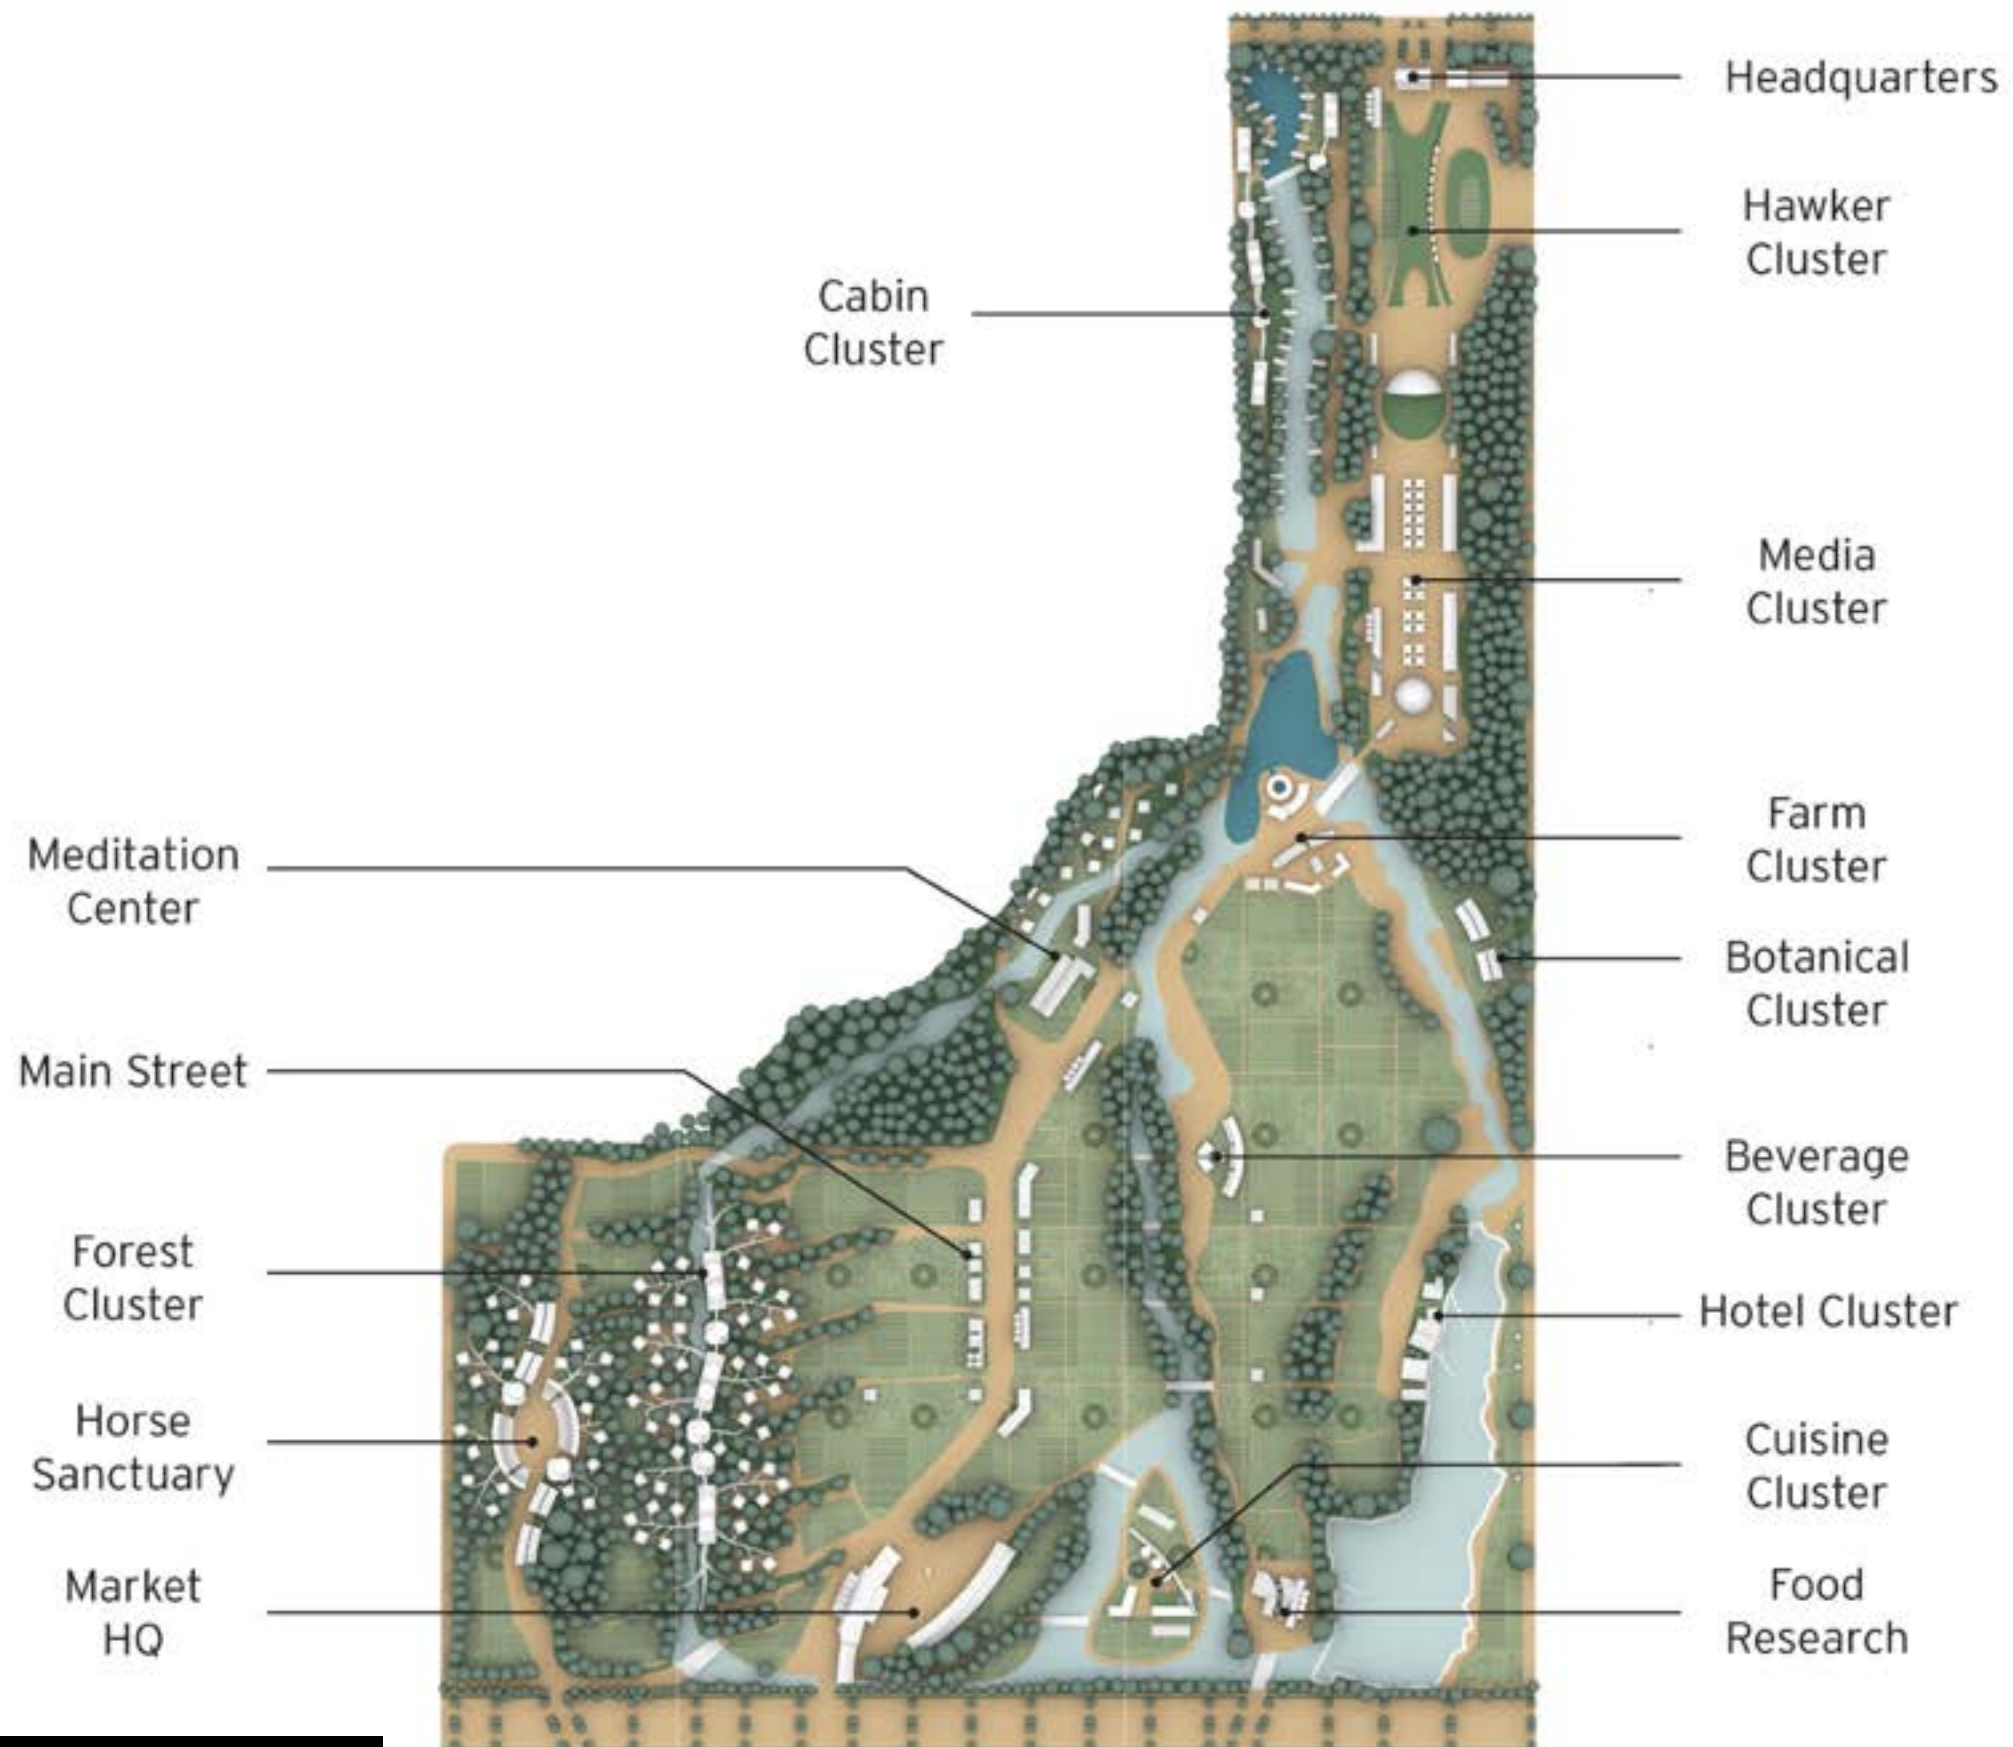 Headquarters
Hawker
Cluster
Cabin
Cluster
Media
Cluster
Farm
Cluster
Meditation
Center
Botanical
Cluster
Main Street
Beverage
Cluster
Forest
Cluster
Hotel Cluster
Horse
Sanctuary
Cuisine
Cluster
Market
HQ
Food
Research